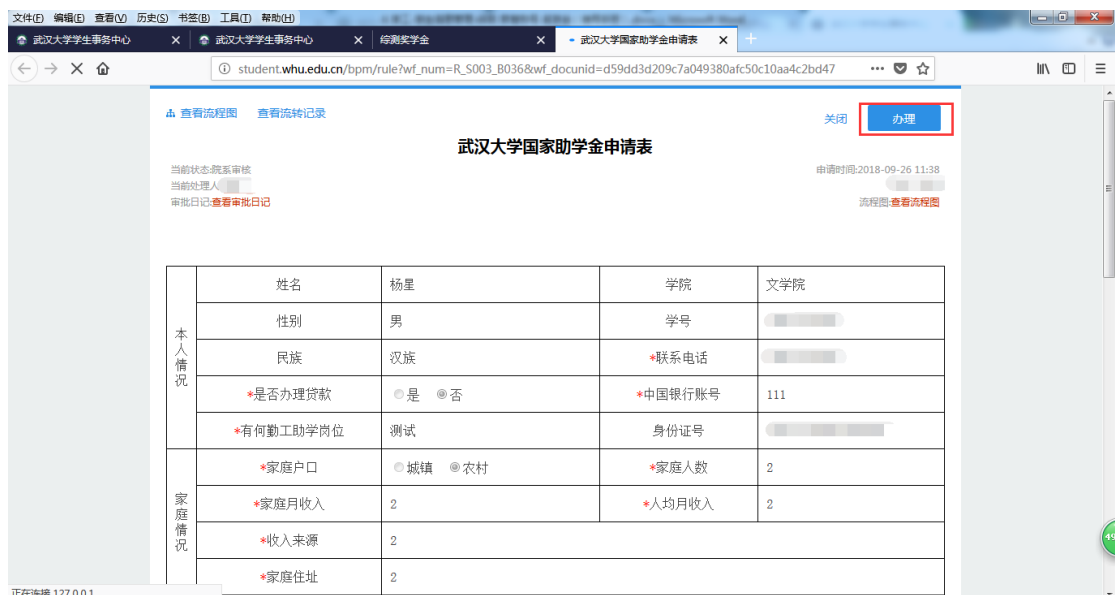 文件(F) 编辑(E) 查看(V) 历史(S) 书签(B) 工具(T) 帮助(H)
武汉大学学生事务中心 武汉大学学生事务中心 综测奖学金 武汉大学国家助学金申请表
student.whu.edu.cn/bpm/rule?wf_num=R_S003_B036&wf_docunid=d59dd3d209c7a049380afc50c10aa4c2bd47
查看流程图 查看流转记录 关闭 办理
武汉大学国家助学金申请表
当前状态:院系审核 申请时间:2018-09-26 11:38
当前处理人
审批日记:查看审批日记 流程图:查看流程图
本人情况
姓名 杨星 学院 文学院
性别 男 学号
民族 汉族 *联系电话
*是否办理贷款 是 否 *中国银行账号 111
*有何勤工助学岗位 测试 身份证号
家庭情况
*家庭户口 城镇 农村 *家庭人数 2
*家庭月收入 2 *人均月收入 2
*收入来源 2
*家庭住址 2
49
正在连接 127.0.0.1